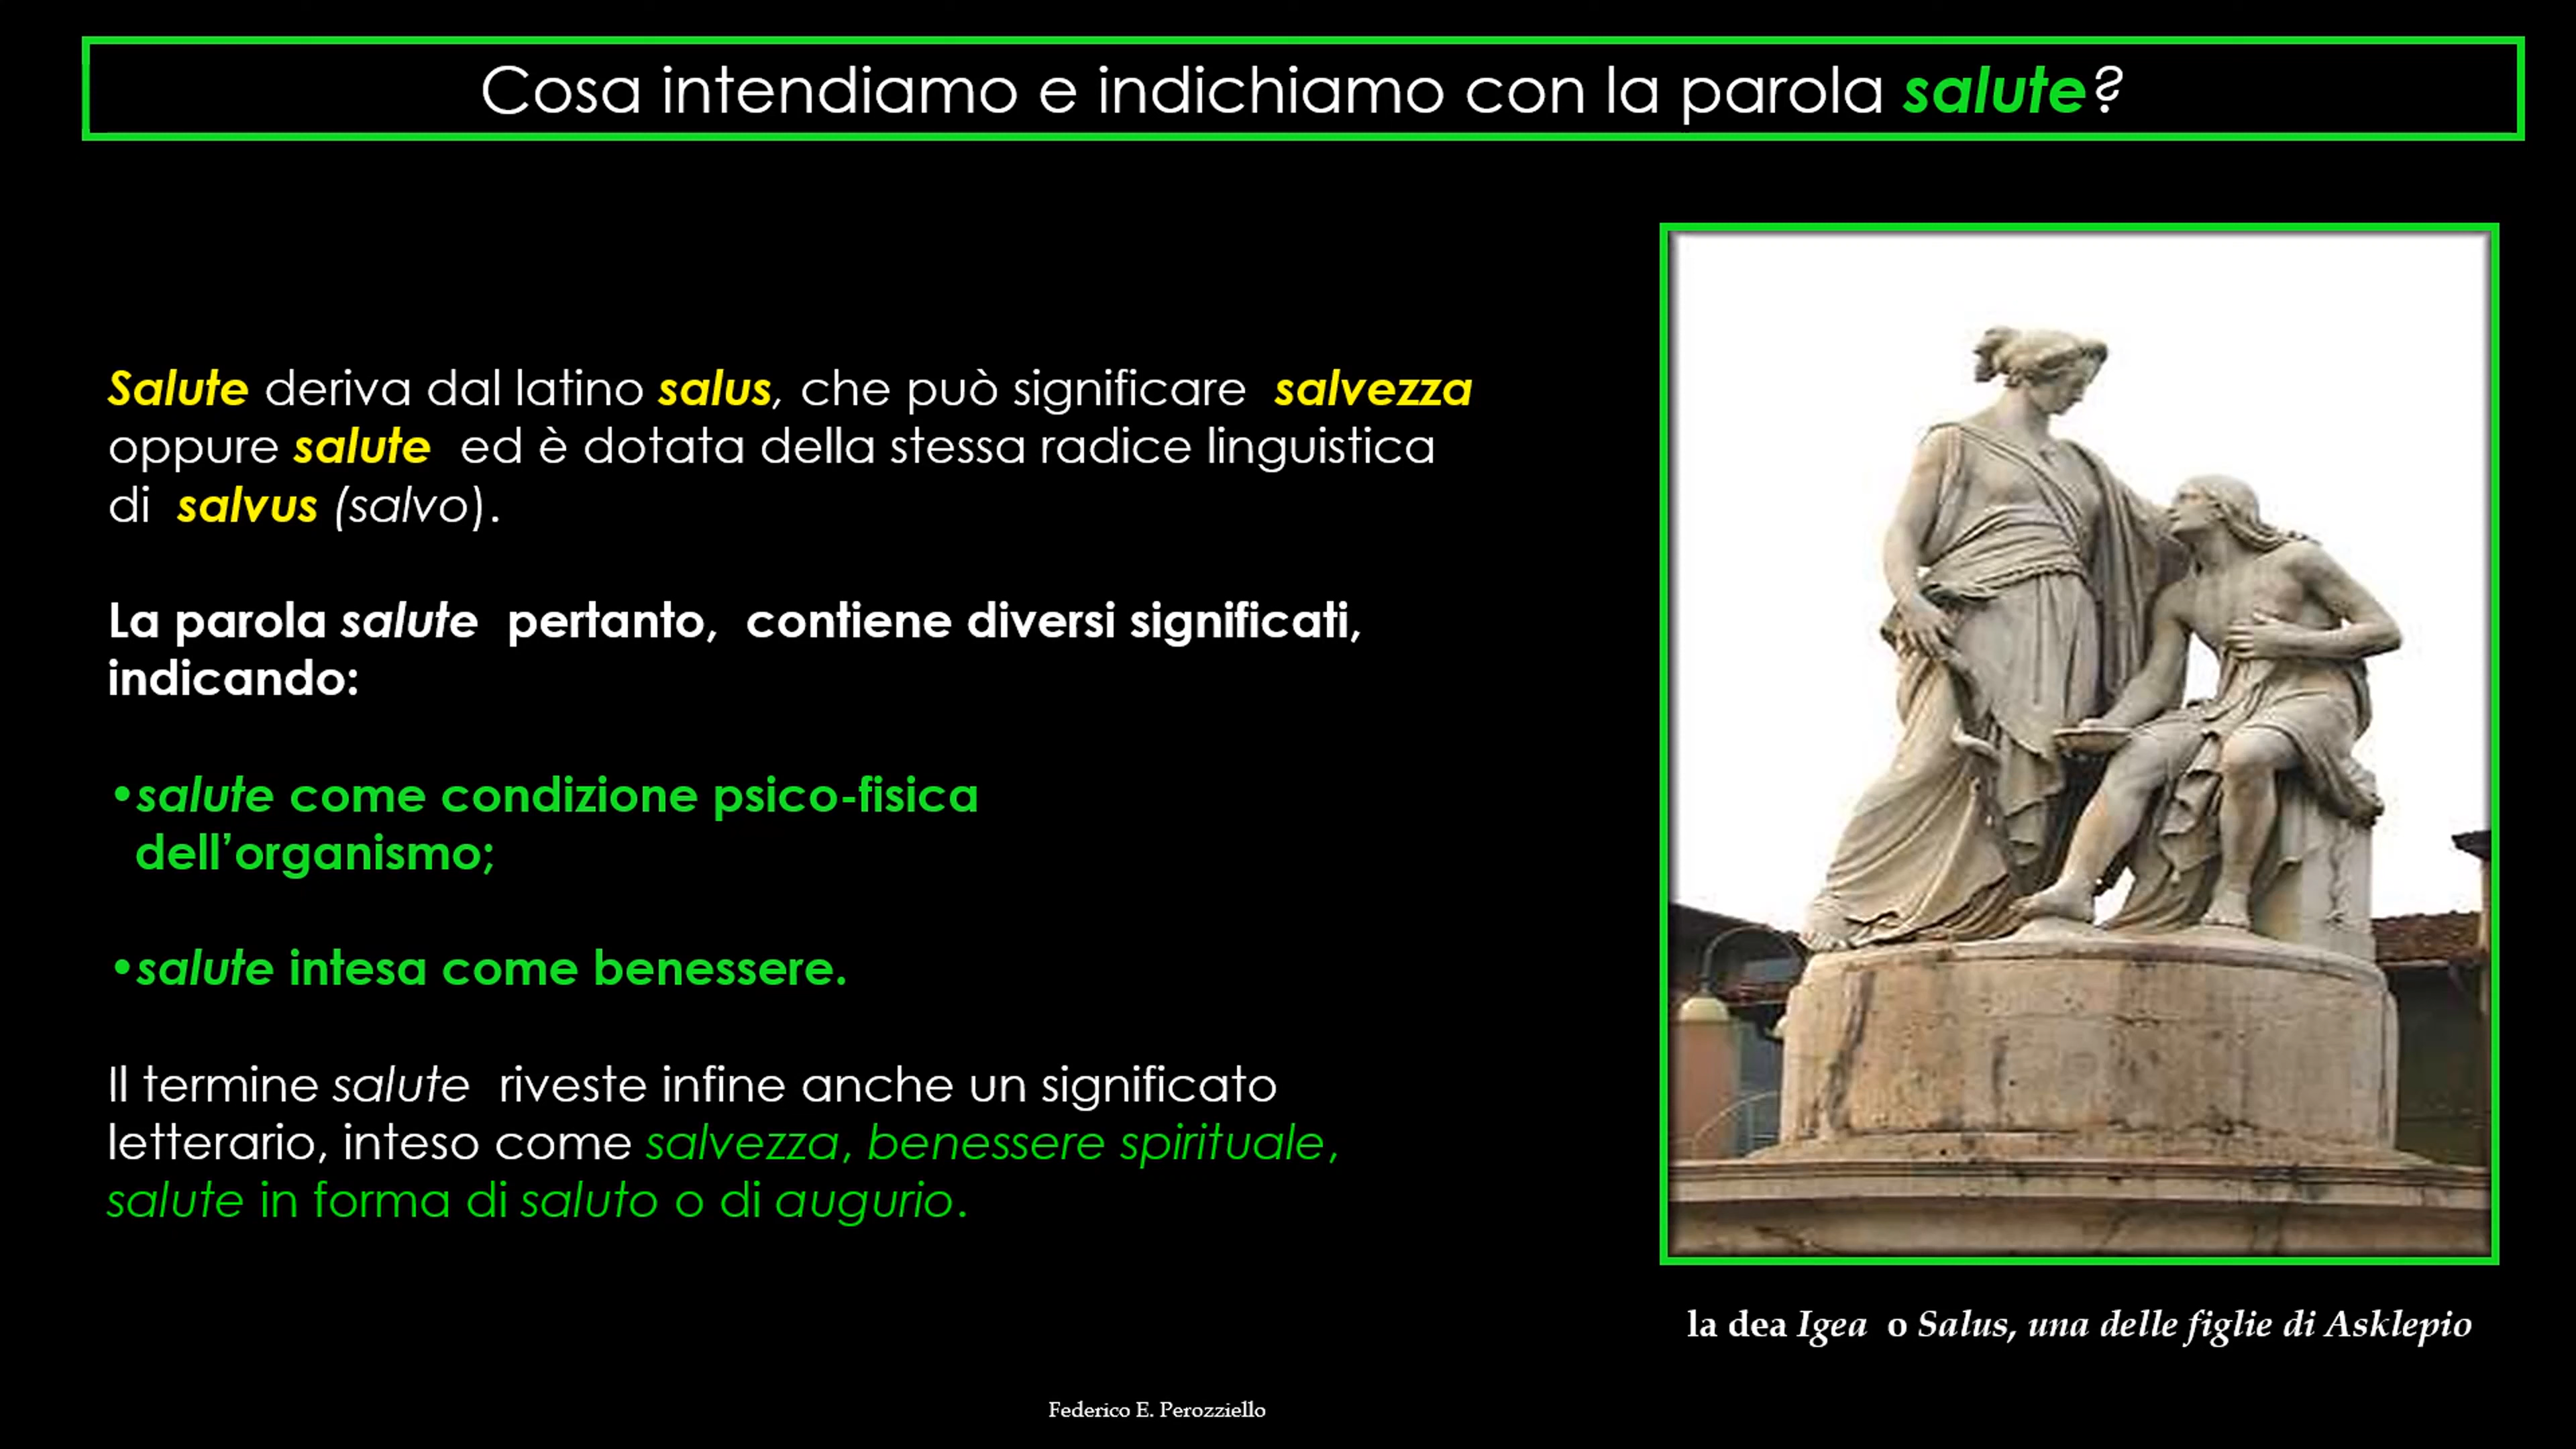 Cosa intendiamo e indichiamo con la parola salute?
Salute deriva dal latino salus, che può significare salvezza
oppure salute ed è dotata della stessa radice linguistica
di salvus (salvo).
La parola salute pertanto, contiene diversi significati,
indicando:
•salute come condizione psico-fisica
dell’organismo;
•salute intesa come benessere.
Il termine salute riveste infine anche un significato
letterario, inteso come salvezza, benessere spirituale,
salute in forma di saluto o di augurio.
la dea Igea o Salus, una delle figlie di Asklepio
Federico E. Perozziello